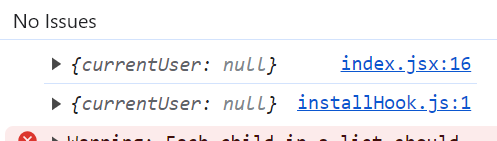 No Issues
{currentUser: null} index.jsx:16
{currentUser: null} installHook.js:1
Warning: Each child in a list should